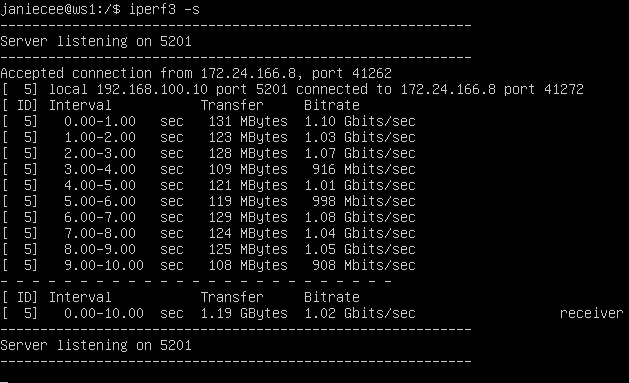 janiecee@ws1:/$ iperf3 -s
-----------------------------------------------------------
Server listening on 5201
-----------------------------------------------------------
Accepted connection from 172.24.166.8, port 41262
[  5] local 192.168.100.10 port 5201 connected to 172.24.166.8 port 41272
[ ID] Interval           Transfer     Bitrate
[  5]   0.00-1.00   sec   131 MBytes  1.10 Gbits/sec
[  5]   1.00-2.00   sec   123 MBytes  1.03 Gbits/sec
[  5]   2.00-3.00   sec   128 MBytes  1.07 Gbits/sec
[  5]   3.00-4.00   sec   109 MBytes   916 Mbits/sec
[  5]   4.00-5.00   sec   121 MBytes  1.01 Gbits/sec
[  5]   5.00-6.00   sec   119 MBytes   998 Mbits/sec
[  5]   6.00-7.00   sec   129 MBytes  1.08 Gbits/sec
[  5]   7.00-8.00   sec   124 MBytes  1.04 Gbits/sec
[  5]   8.00-9.00   sec   125 MBytes  1.05 Gbits/sec
[  5]   9.00-10.00  sec   108 MBytes   908 Mbits/sec
- - - - - - - - - - - - - - - - - - - - - - - - -
[ ID] Interval           Transfer     Bitrate
[  5]   0.00-10.00  sec  1.19 GBytes  1.02 Gbits/sec                  receiver
-----------------------------------------------------------
Server listening on 5201
-----------------------------------------------------------